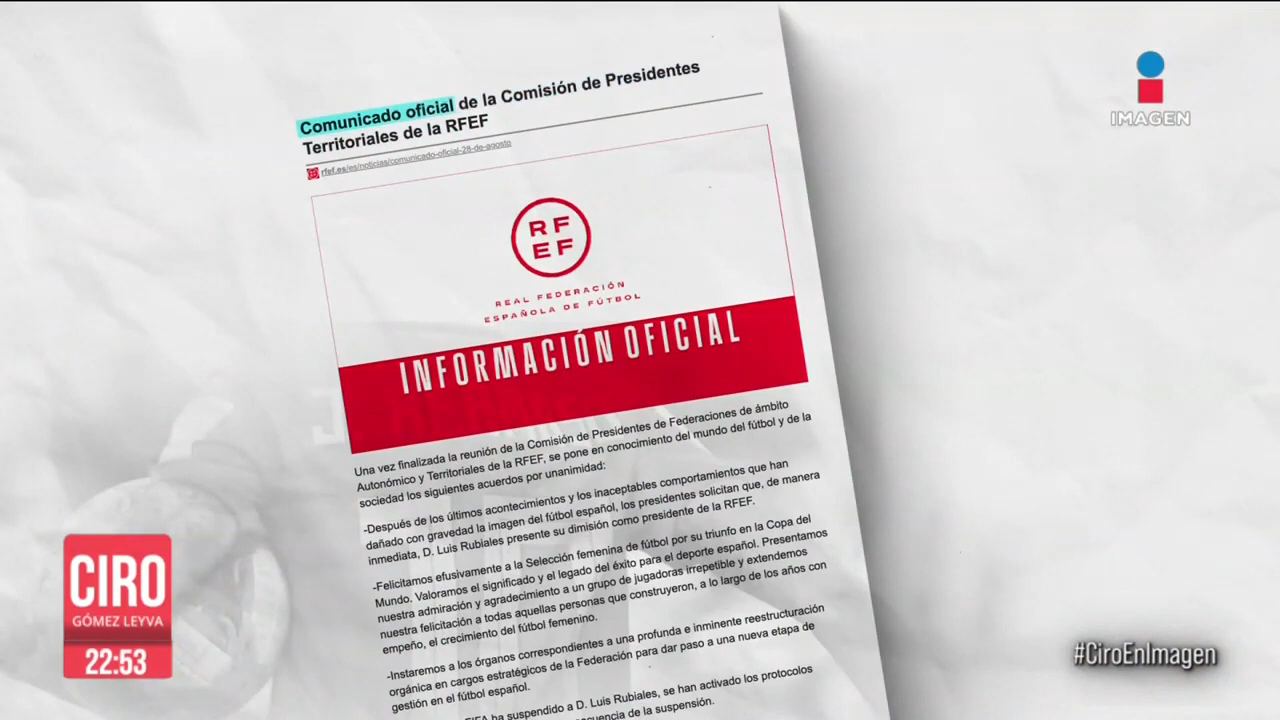 Comunicado oficial de la Comisión de Presidentes
Territoriales de la RFEF
rfef.es/es/noticias/comunicado-oficial-28-de-agosto
IMAGEN
RF
EF
REAL FEDERACIÓN
ESPAÑOLA DE FÚTBOL
INFORMACIÓN OFICIAL
Una vez finalizada la reunión de la Comisión de Presidentes de Federaciones de ámbito
Autonómico y Territoriales de la RFEF, se pone en conocimiento del mundo del fútbol y de la
sociedad los siguientes acuerdos por unanimidad:
-Después de los últimos acontecimientos y los inaceptables comportamientos que han
dañado con gravedad la imagen del fútbol español, los presidentes solicitan que, de manera
inmediata, D. Luis Rubiales presente su dimisión como presidente de la RFEF.
-Felicitamos efusivamente a la Selección femenina de fútbol por su triunfo en la Copa del
Mundo. Valoramos el significado y el legado del éxito para el deporte español. Presentamos
nuestra admiración y agradecimiento a un grupo de jugadoras irrepetible y extendemos
nuestra felicitación a todas aquellas personas que construyeron, a lo largo de los años con
empeño, el crecimiento del fútbol femenino.
-Instaremos a los órganos correspondientes a una profunda e inminente reestructuración
orgánica en cargos estratégicos de la Federación para dar paso a una nueva etapa de
gestión en el fútbol español.
ha suspendido a D. Luis Rubiales, se han activado los protocolos
de la suspensión.
CIRO
GÓMEZ LEYVA
22:53
#CiroEnImagen